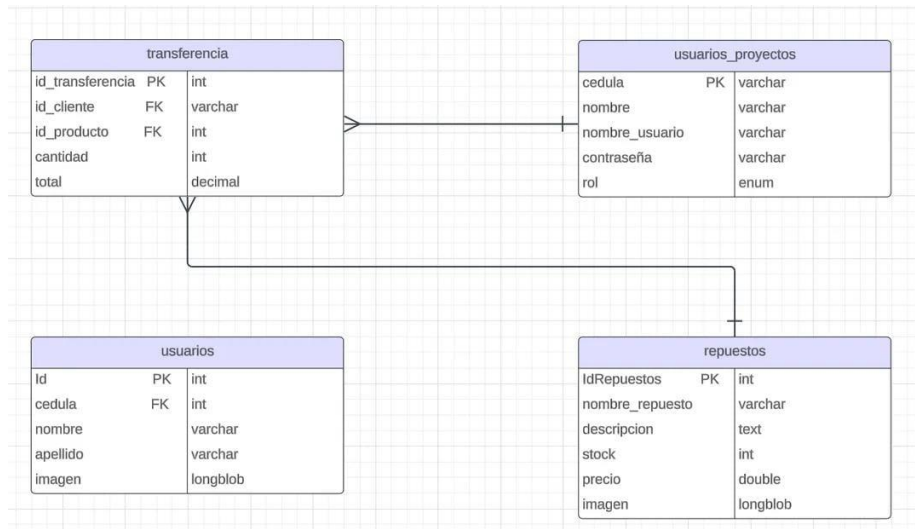 transferencia
id_transferencia PK int
id_cliente FK varchar
id_producto FK int
cantidad int
total decimal
usuarios_proyectos
cedula PK varchar
nombre varchar
nombre_usuario varchar
contraseña varchar
rol enum
usuarios
Id PK int
cedula FK int
nombre varchar
apellido varchar
imagen longblob
repuestos
IdRepuestos PK int
nombre_repuesto varchar
descripcion text
stock int
precio double
imagen longblob